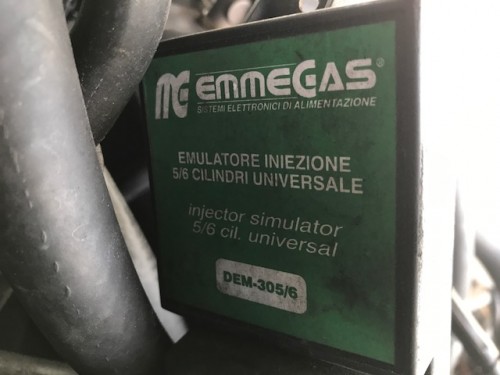 MG EMMEGAS®
SISTEMI ELETTRONICI DI ALIMENTAZIONE
EMULATORE INIEZIONE
5/6 CILINDRI UNIVERSALE
injector simulator
5/6 cil. universal
DEM-305/6